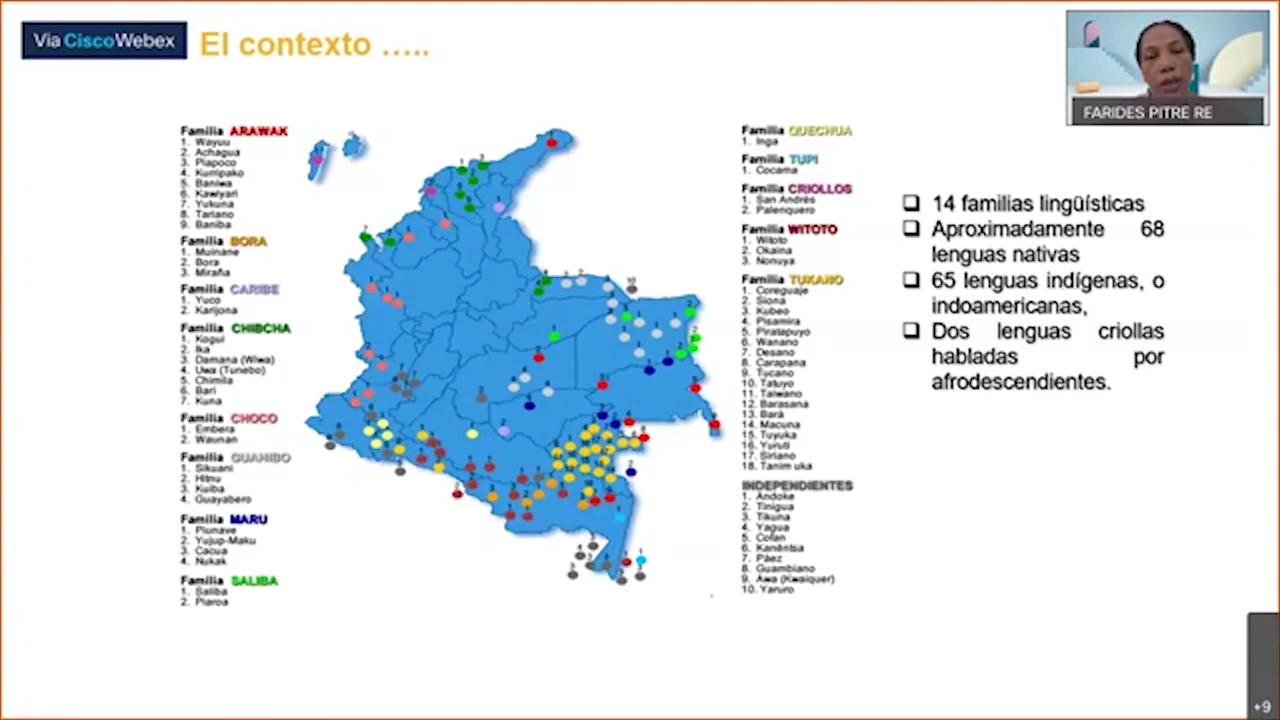 Via CiscoWebex
El contexto .....
FARIDES PITRE RE
Familia ARAWAK
1. Wayuu
2. Achagua
3. Piapoco
4. Kurripako
5. Baniwa
6. Kawiyari
7. Yukuna
8. Tariano
9. Baniba
Familia BORA
1. Muinane
2. Bora
3. Miraña
Familia CARIBE
1. Yuco
2. Karijona
Familia CHIBCHA
1. Kogui
2. Ika
3. Damana (Wiwa)
4. Uwa (Tunebo)
5. Chimila
6. Bari
7. Kuna
Familia CHOCO
1. Embera
2. Waunan
Familia GUAHIBO
1. Sikuani
2. Hitnu
3. Kuiba
4. Guayabero
Familia MAKU
1. Piunave
2. Yujup-Maku
3. Cacua
4. Nukak
Familia SALIBA
1. Saliba
2. Piaroa
Familia QUECHUA
1. Inga
Familia TUPI
1. Cocama
Familia CRIOLLOS
1. San Andrés
2. Palenquero
Familia WITOTO
1. Witoto
2. Okaina
3. Nonuya
Familia TUKANO
1. Coreguaje
2. Siona
3. Kubeo
4. Pisamira
5. Piratapuyo
6. Wanano
7. Desano
8. Carapana
9. Tucano
10. Tatuyo
11. Taiwano
12. Barasana
13. Bará
14. Macuna
15. Tuyuka
16. Yuruti
17. Siriano
18. Tanim uka
INDEPENDIENTES
1. Andoke
2. Tinigua
3. Tikuna
4. Yagua
5. Cofan
6. Kanëntsa
7. Páez
8. Guambiano
9. Awa (Kwaiquer)
10. Yaruro
14 familias lingüísticas
Aproximadamente 68
lenguas nativas
65 lenguas indígenas, o
indoamericanas,
Dos lenguas criollas
habladas por
afrodescendientes.
+9